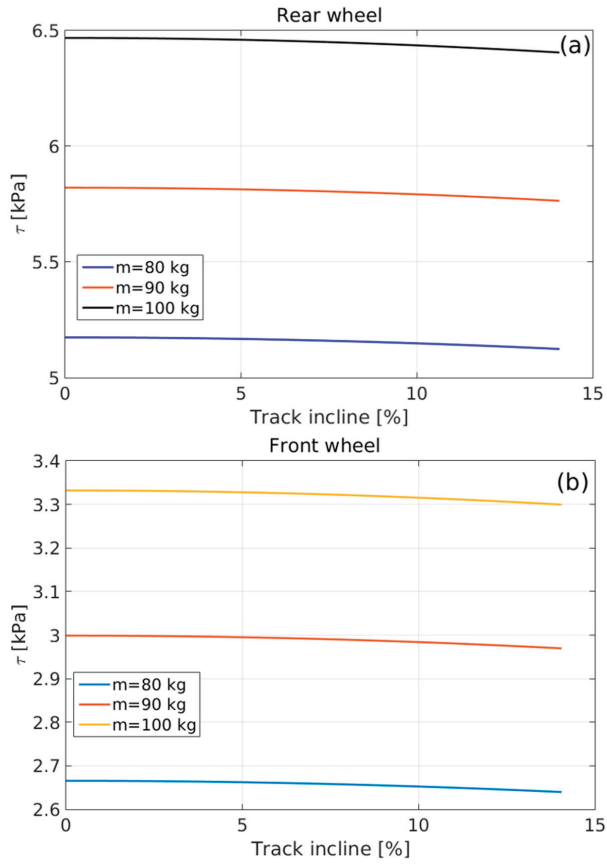 Rear wheel
(a)
6.5
6
5.5
5
τ [kPa]
m=80 kg
m=90 kg
m=100 kg
0 5 10 15
Track incline [%]
Front wheel
(b)
3.4
3.3
3.2
3.1
3
2.9
2.8
2.7
2.6
τ [kPa]
m=80 kg
m=90 kg
m=100 kg
0 5 10 15
Track incline [%]